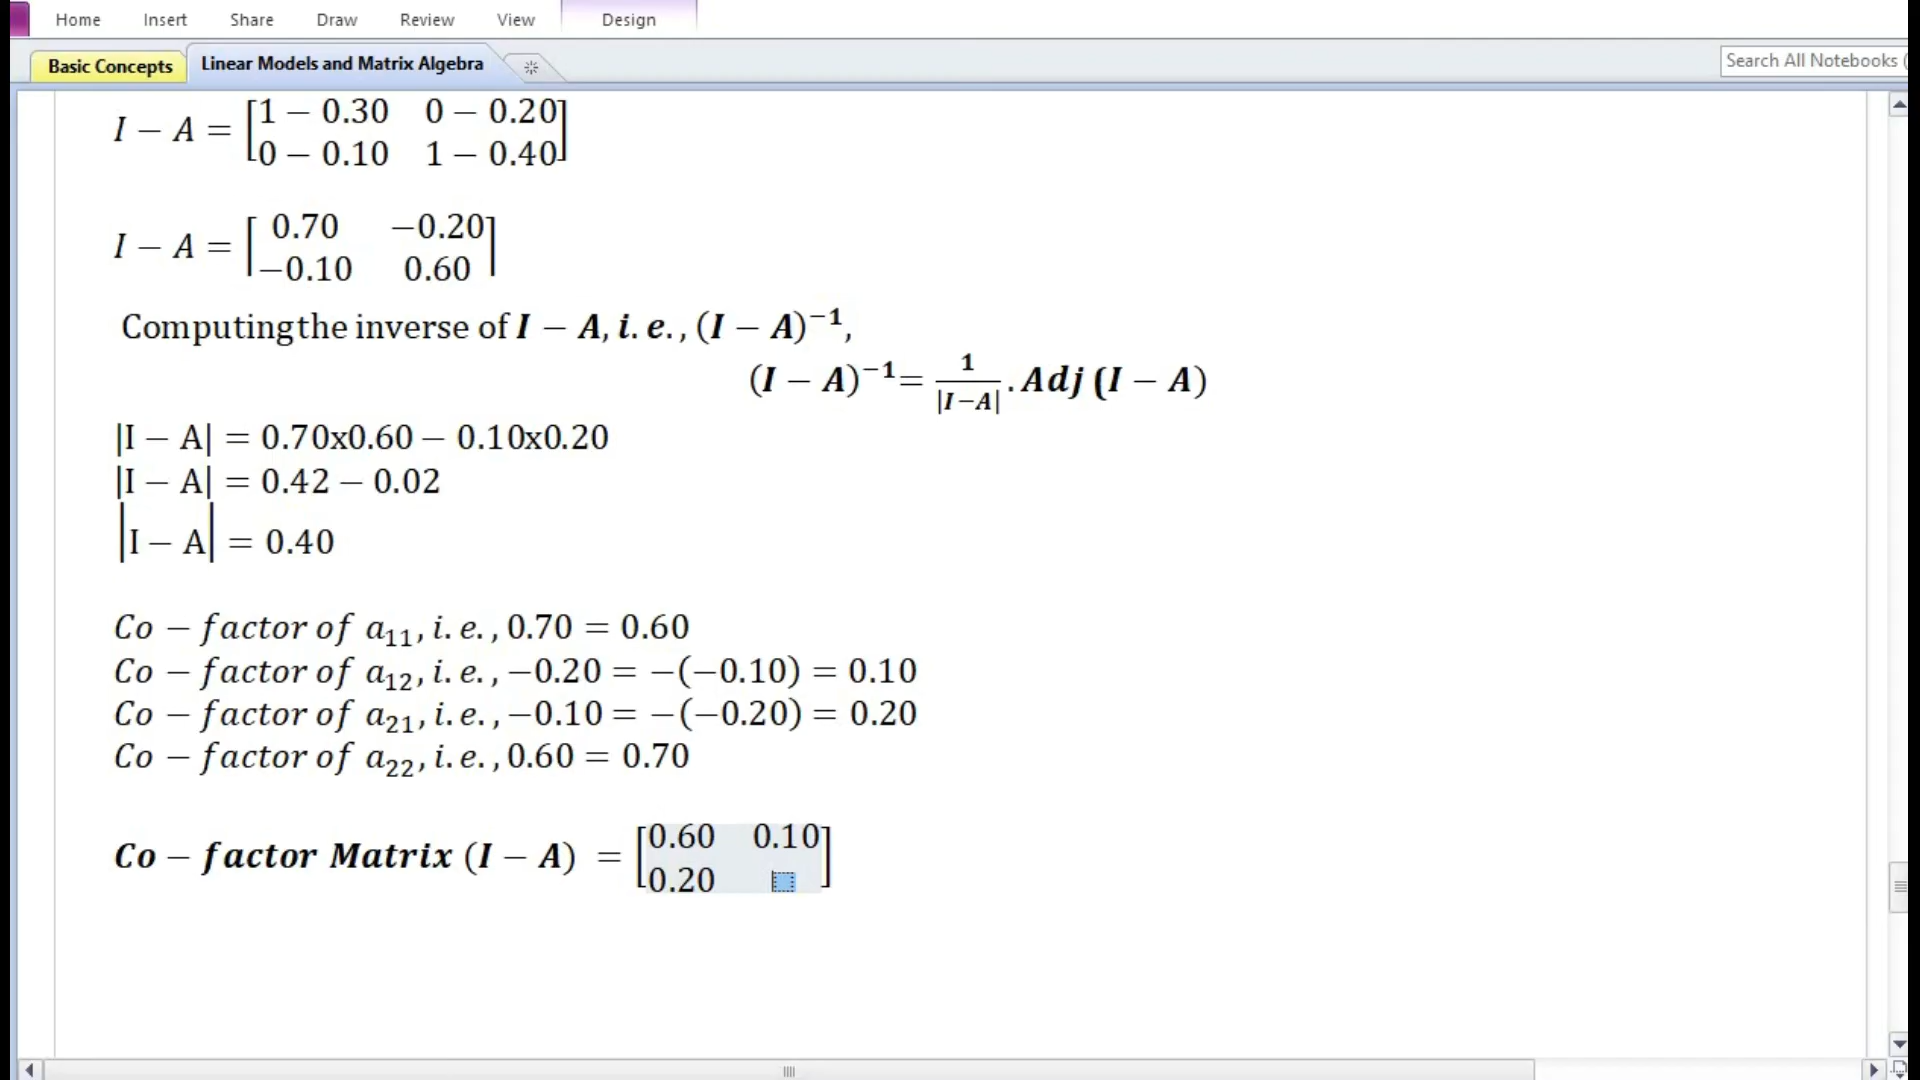 Home Insert Share Draw Review View Design
Basic Concepts Linear Models and Matrix Algebra Search All Notebooks (
I − A = [1 − 0.30 0 − 0.20
0 − 0.10 1 − 0.40]
I − A = [0.70 −0.20
−0.10 0.60]
Computing the inverse of I − A, i. e., (I − A)⁻¹,
(I − A)⁻¹= 1/|I−A| . Adj (I − A)
|I − A| = 0.70x0.60 − 0.10x0.20
|I − A| = 0.42 − 0.02
|I − A| = 0.40
Co − factor of a₁₁, i. e., 0.70 = 0.60
Co − factor of a₁₂, i. e., −0.20 = −(−0.10) = 0.10
Co − factor of a₂₁, i. e., −0.10 = −(−0.20) = 0.20
Co − factor of a₂₂, i. e., 0.60 = 0.70
Co − factor Matrix (I − A) = [0.60 0.10
0.20 ]